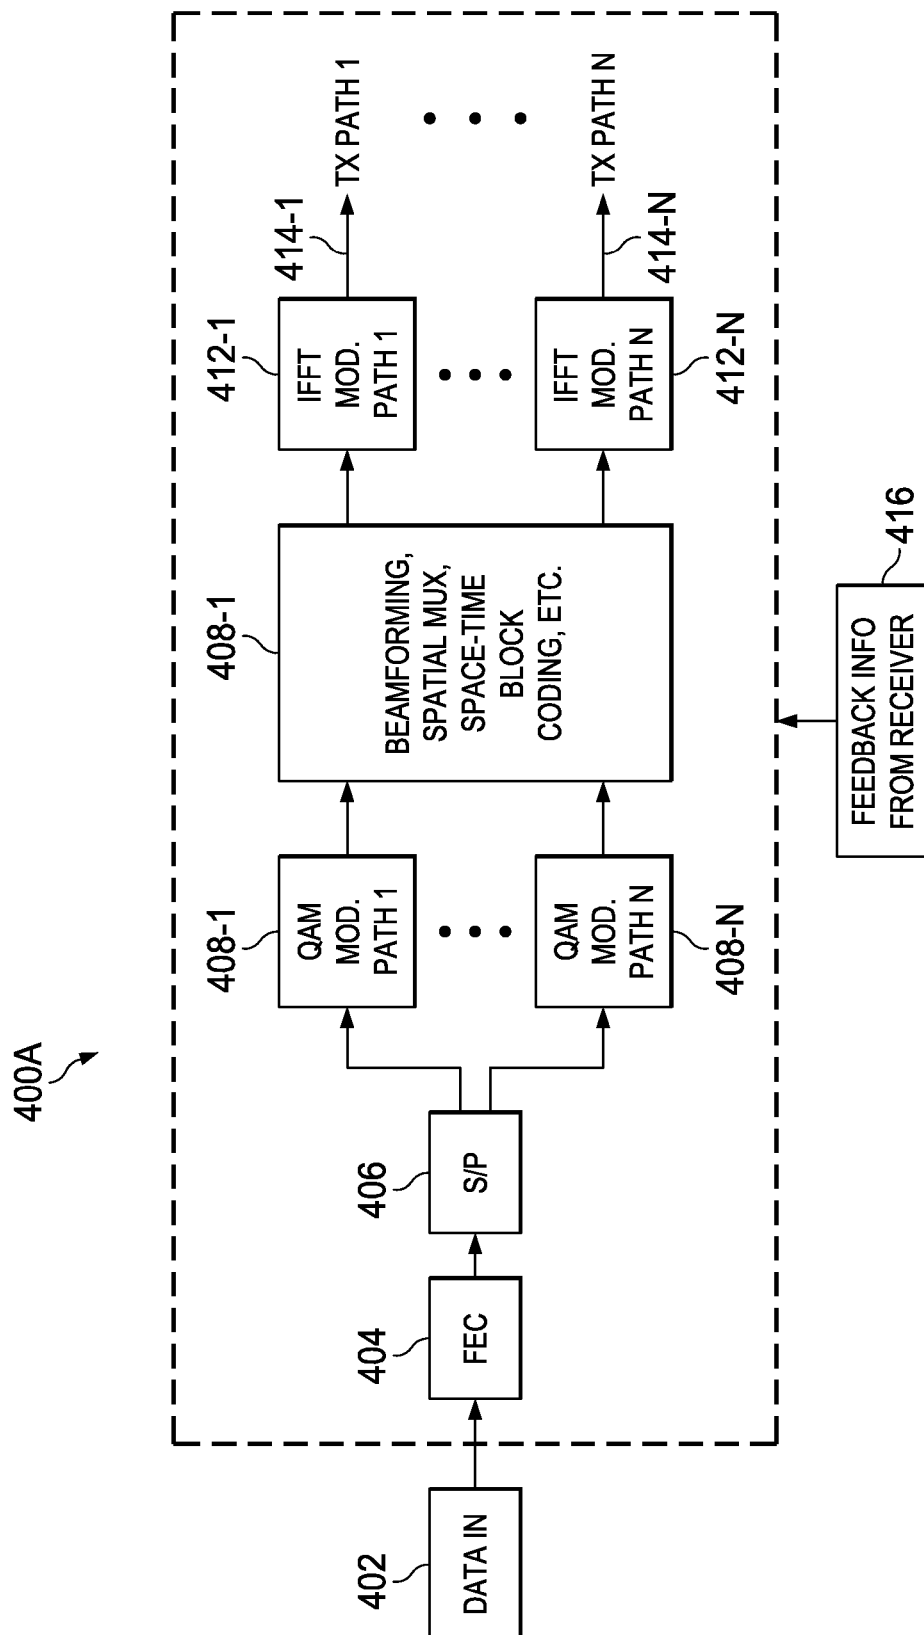 400A
402
DATA IN
404
FEC
406
S/P
408-1
QAM
MOD.
PATH 1
408-N
QAM
MOD.
PATH N
408-1
BEAMFORMING,
SPATIAL MUX,
SPACE-TIME
BLOCK
CODING, ETC.
412-1
IFFT
MOD.
PATH 1
412-N
IFFT
MOD.
PATH N
414-1
TX PATH 1
414-N
TX PATH N
416
FEEDBACK INFO
FROM RECEIVER